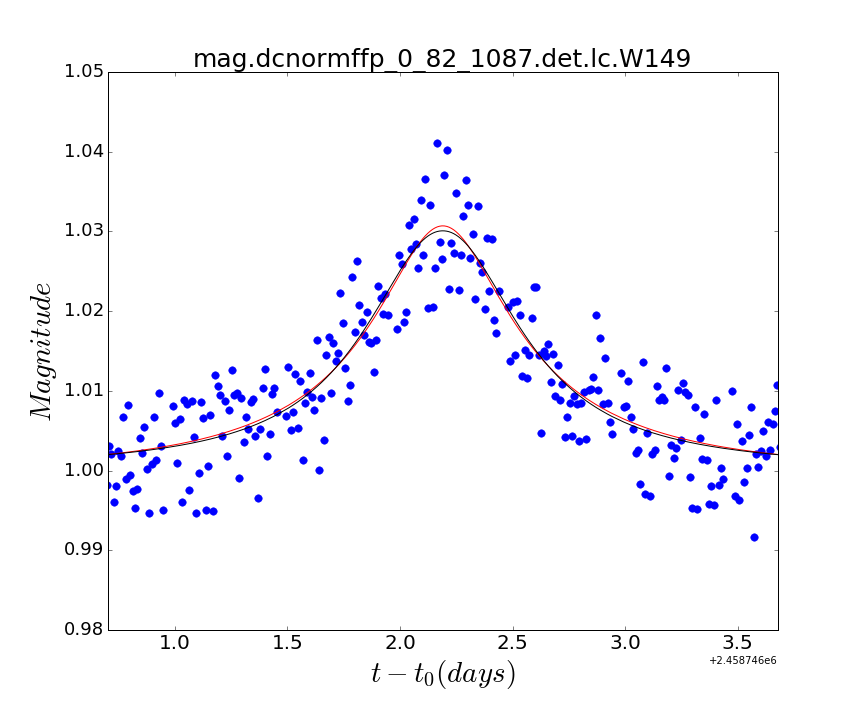 mag.dcnormffp_0_82_1087.det.lc.W149
1.05
1.04
1.03
1.02
1.01
1.00
0.99
0.98
Magnitude
1.0 1.5 2.0 2.5 3.0 3.5
+2.458746e6
t − t₀(days)